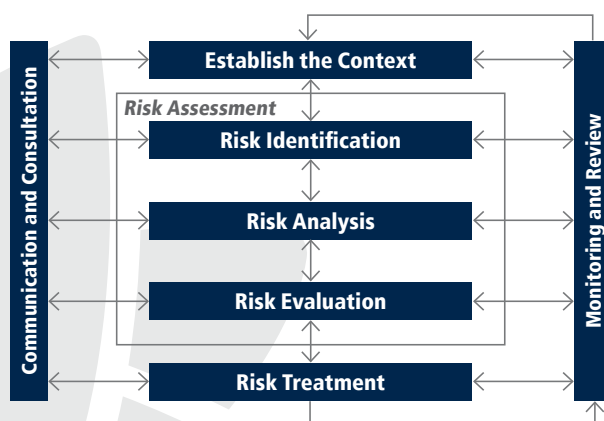 Communication and Consultation
Establish the Context
Risk Assessment
Risk Identification
Risk Analysis
Risk Evaluation
Risk Treatment
Monitoring and Review